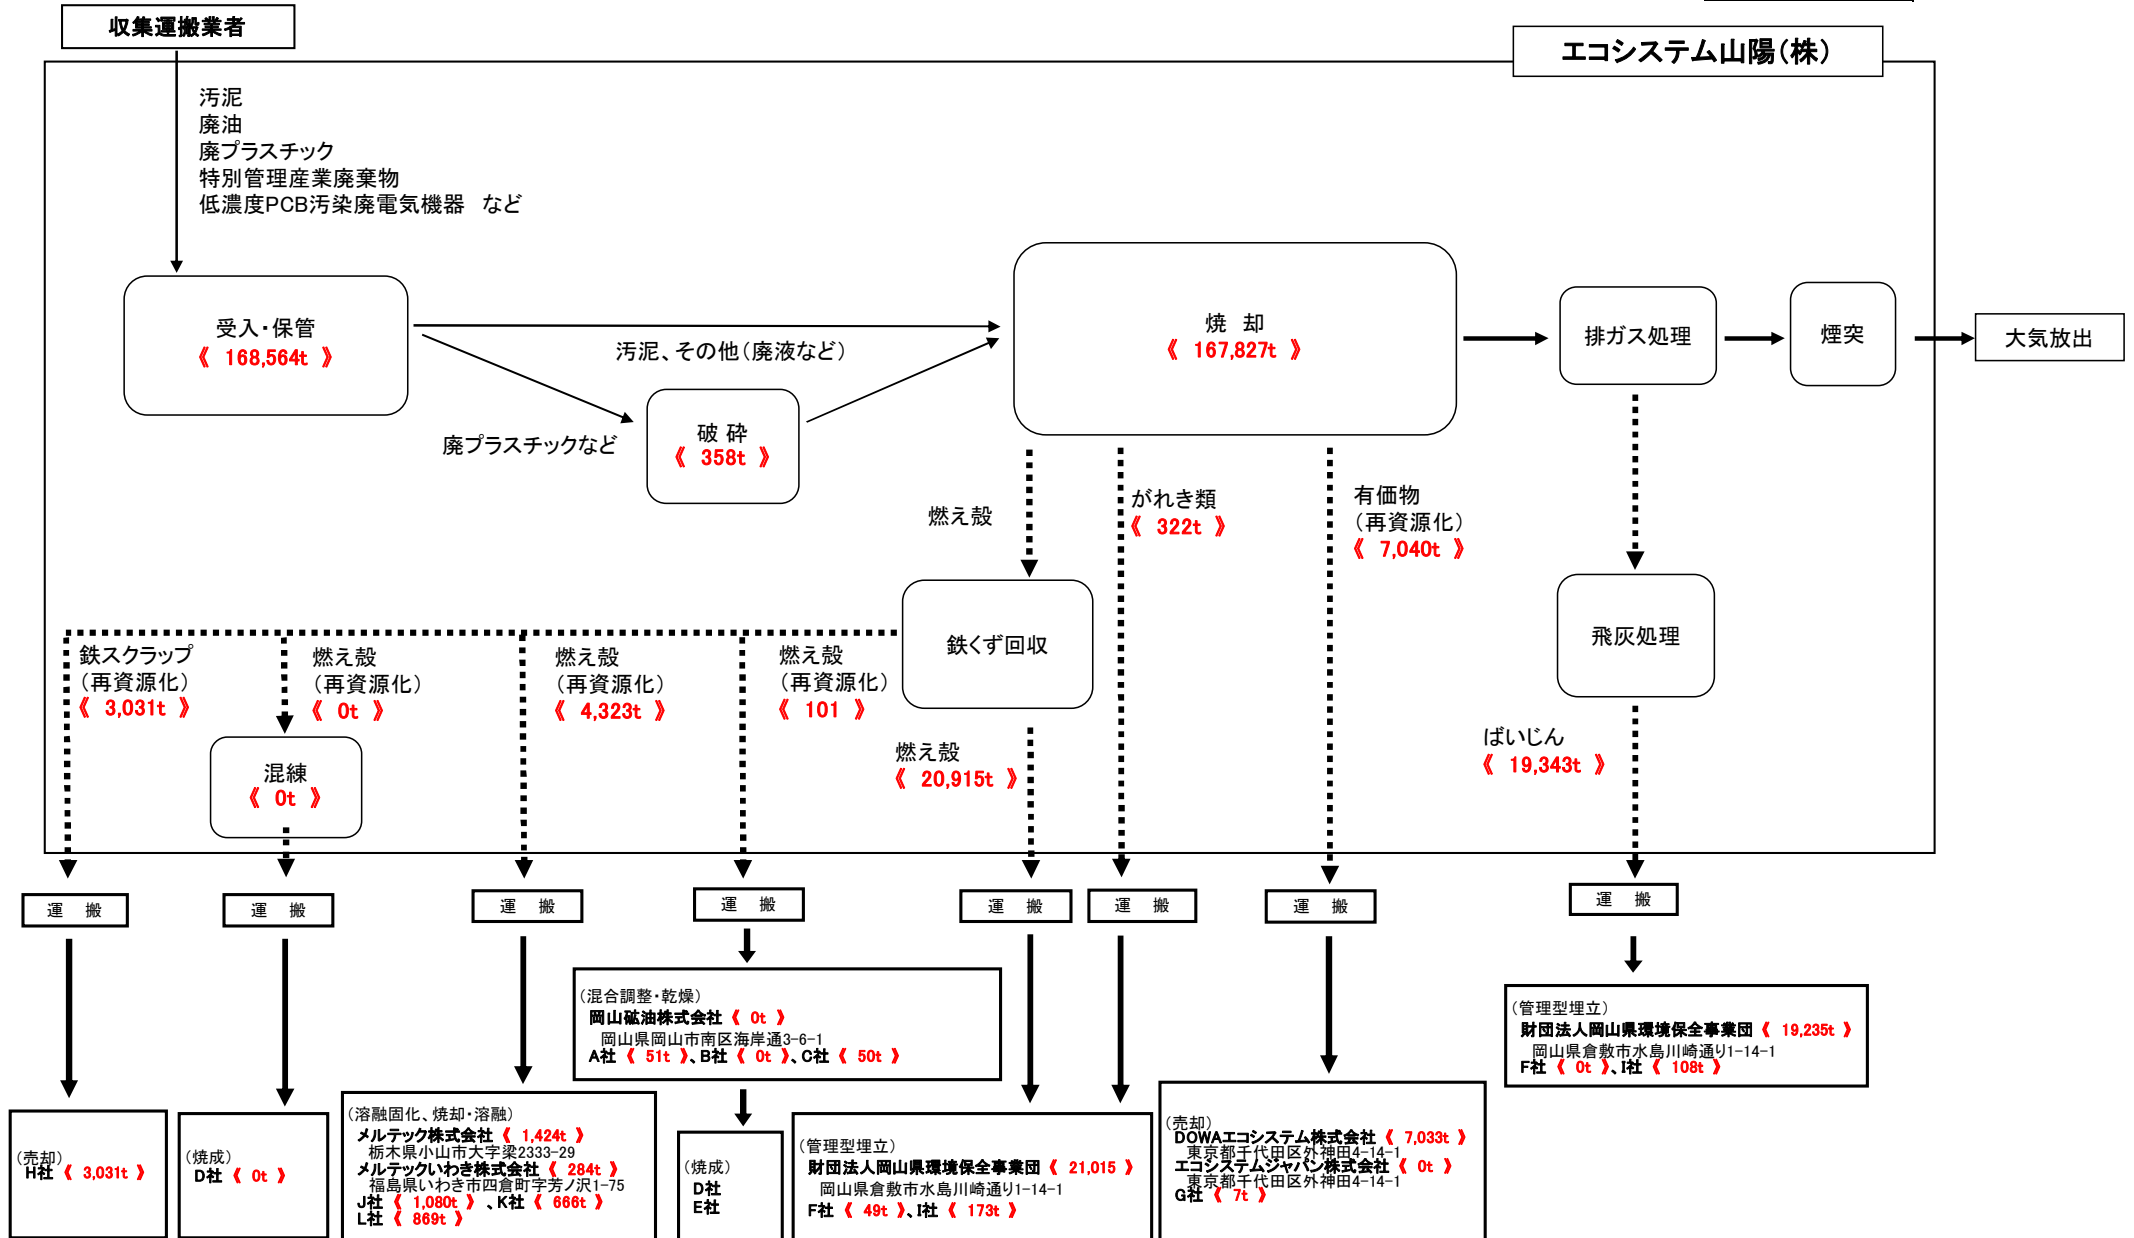 収集運搬業者
エコシステム山陽(株)
汚泥
廃油
廃プラスチック
特別管理産業廃棄物
低濃度PCB汚染廃電気機器 など
受入・保管
《 168,564t 》
汚泥、その他(廃液など)
廃プラスチックなど
破 砕
《 358t 》
焼 却
《 167,827t 》
排ガス処理
煙突
大気放出
燃え殻
がれき類
《 322t 》
有価物
(再資源化)
《 7,040t 》
鉄くず回収
飛灰処理
鉄スクラップ
(再資源化)
《 3,031t 》
燃え殻
(再資源化)
《 0t 》
燃え殻
(再資源化)
《 4,323t 》
燃え殻
(再資源化)
《 101 》
混練
《 0t 》
燃え殻
《 20,915t 》
ばいじん
《 19,343t 》
運 搬
運 搬
運 搬
運 搬
運 搬
運 搬
運 搬
運 搬
(売却)
H社 《 3,031t 》
(焼成)
D社 《 0t 》
(溶融固化、焼却・溶融)
メルテック株式会社 《 1,424t 》
栃木県小山市大字梁2333-29
メルテックいわき株式会社 《 284t 》
福島県いわき市四倉町字芳ノ沢1-75
J社 《 1,080t 》 、K社 《 666t 》
L社 《 869t 》
(混合調整・乾燥)
岡山砿油株式会社 《 0t 》
岡山県岡山市南区海岸通3-6-1
A社 《 51t 》、B社 《 0t 》、C社 《 50t 》
(焼成)
D社
E社
(管理型埋立)
財団法人岡山県環境保全事業団 《 21,015 》
岡山県倉敷市水島川崎通り1-14-1
F社 《 49t 》、I社 《 173t 》
(売却)
DOWAエコシステム株式会社 《 7,033t 》
東京都千代田区外神田4-14-1
エコシステムジャパン株式会社 《 0t 》
東京都千代田区外神田4-14-1
G社 《 7t 》
(管理型埋立)
財団法人岡山県環境保全事業団 《 19,235t 》
岡山県倉敷市水島川崎通り1-14-1
F社 《 0t 》、I社 《 108t 》